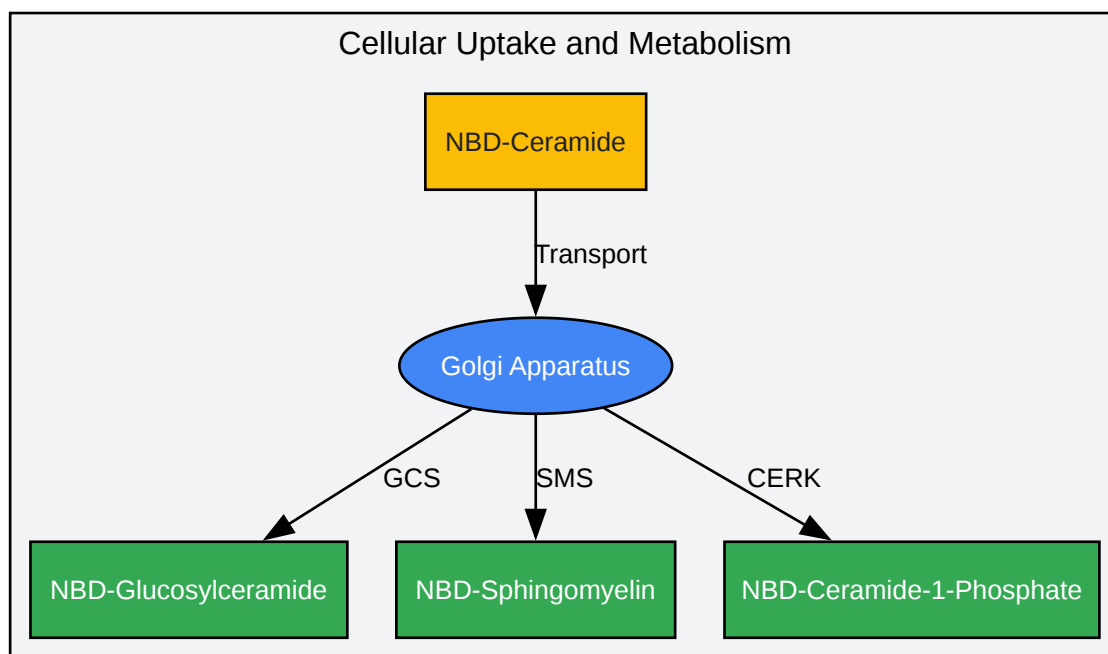 Cellular Uptake and Metabolism
NBD-Ceramide
Transport
Golgi Apparatus
GCS
SMS
CERK
NBD-Glucosylceramide
NBD-Sphingomyelin
NBD-Ceramide-1-Phosphate